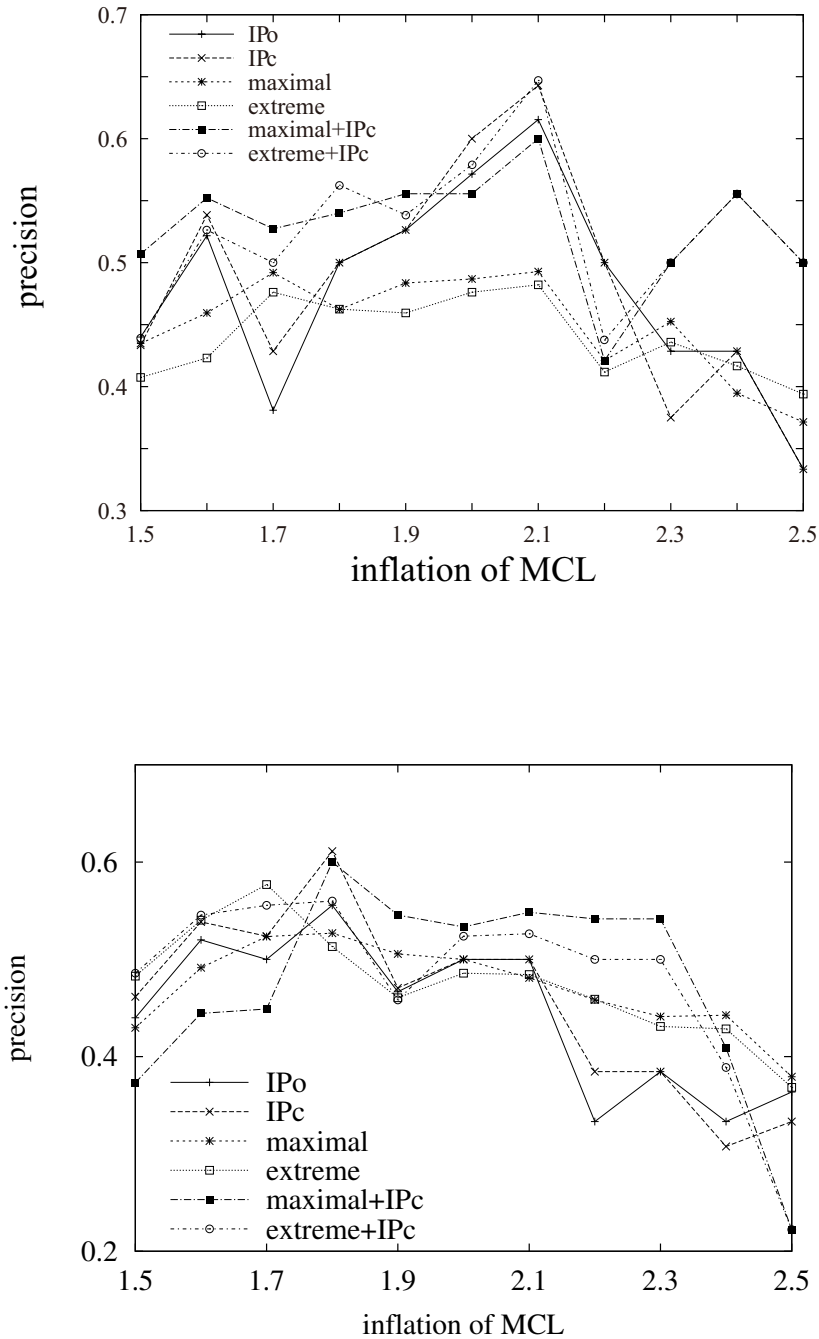 0.7
IPo
IPc
maximal
extreme
maximal+IPc
extreme+IPc
0.6
precision
0.5
0.4
0.3
1.5 1.7 1.9 2.1 2.3 2.5
inflation of MCL
0.6
precision
0.4
IPo
IPc
maximal
extreme
maximal+IPc
extreme+IPc
0.2
1.5 1.7 1.9 2.1 2.3 2.5
inflation of MCL